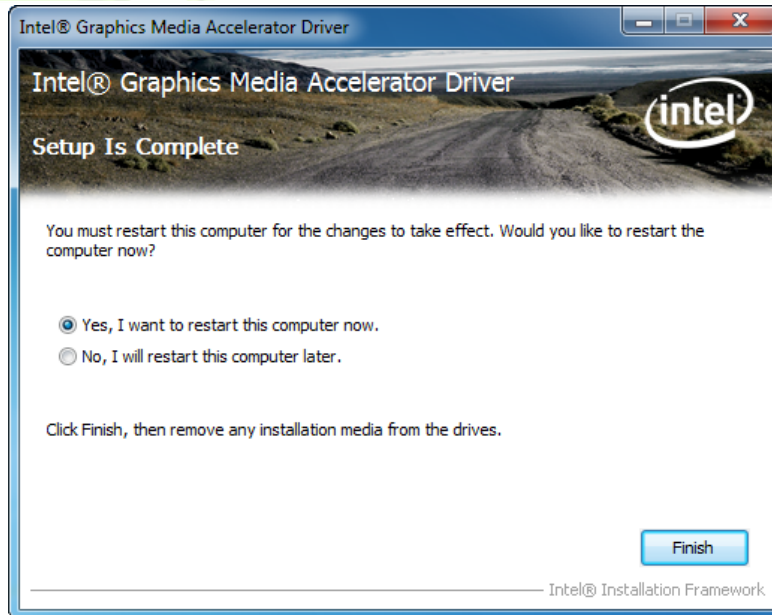 Intel® Graphics Media Accelerator Driver
Intel® Graphics Media Accelerator Driver
intel
Setup Is Complete
You must restart this computer for the changes to take effect. Would you like to restart the
computer now?
Yes, I want to restart this computer now.
No, I will restart this computer later.
Click Finish, then remove any installation media from the drives.
Finish
Intel® Installation Framework